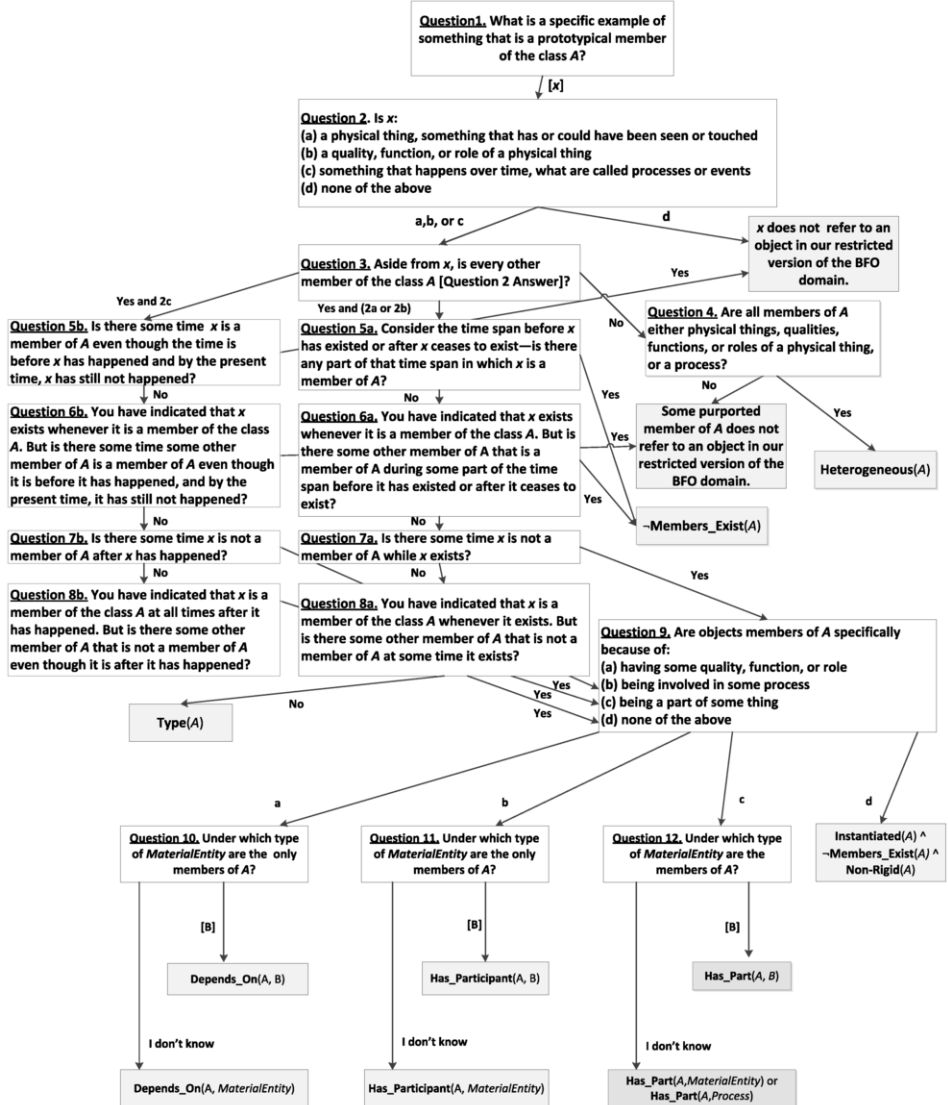 Question1. What is a specific example of
something that is a prototypical member
of the class A?
[x]
Question 2. Is x:
(a) a physical thing, something that has or could have been seen or touched
(b) a quality, function, or role of a physical thing
(c) something that happens over time, what are called processes or events
(d) none of the above
a,b, or c
d
x does not refer to an
object in our restricted
version of the BFO
domain.
Question 3. Aside from x, is every other
member of the class A [Question 2 Answer]?
Yes
Yes and 2c
Yes and (2a or 2b)
No
Question 4. Are all members of A
either physical things, qualities,
functions, or roles of a physical thing,
or a process?
Question 5b. Is there some time x is a
member of A even though the time is
before x has happened and by the present
time, x has still not happened?
Question 5a. Consider the time span before x
has existed or after x ceases to exist—is there
any part of that time span in which x is a
member of A?
No
Yes
No
No
Yes
Question 6b. You have indicated that x
exists whenever it is a member of the class
A. But is there some time some other
member of A is a member of A even though
it is before it has happened, and by the
present time, it has still not happened?
Question 6a. You have indicated that x exists
whenever it is a member of the class A. But is
there some other member of A that is a
member of A during some part of the time
span before it has existed or after it ceases to
exist?
Yes
Yes
Some purported
member of A does not
refer to an object in our
restricted version of the
BFO domain.
Heterogeneous(A)
¬Members_Exist(A)
No
No
Question 7b. Is there some time x is not a
member of A after x has happened?
Question 7a. Is there some time x is not a
member of A while x exists?
No
No
Yes
Question 8b. You have indicated that x is a
member of the class A at all times after it
has happened. But is there some other
member of A that is not a member of A
even though it is after it has happened?
Question 8a. You have indicated that x is a
member of the class A whenever it exists. But
is there some other member of A that is not a
member of A at some time it exists?
Question 9. Are objects members of A specifically
because of:
(a) having some quality, function, or role
(b) being involved in some process
(c) being a part of some thing
(d) none of the above
No
Yes
Yes
Yes
Type(A)
a
b
c
d
Question 10. Under which type
of MaterialEntity are the only
members of A?
Question 11. Under which type
of MaterialEntity are the only
members of A?
Question 12. Under which type
of MaterialEntity are the
members of A?
Instantiated(A) ^
¬Members_Exist(A) ^
Non-Rigid(A)
[B]
[B]
[B]
Depends_On(A, B)
Has_Participant(A, B)
Has_Part(A, B)
I don't know
I don't know
I don't know
Depends_On(A, MaterialEntity)
Has_Participant(A, MaterialEntity)
Has_Part(A,MaterialEntity) or
Has_Part(A,Process)